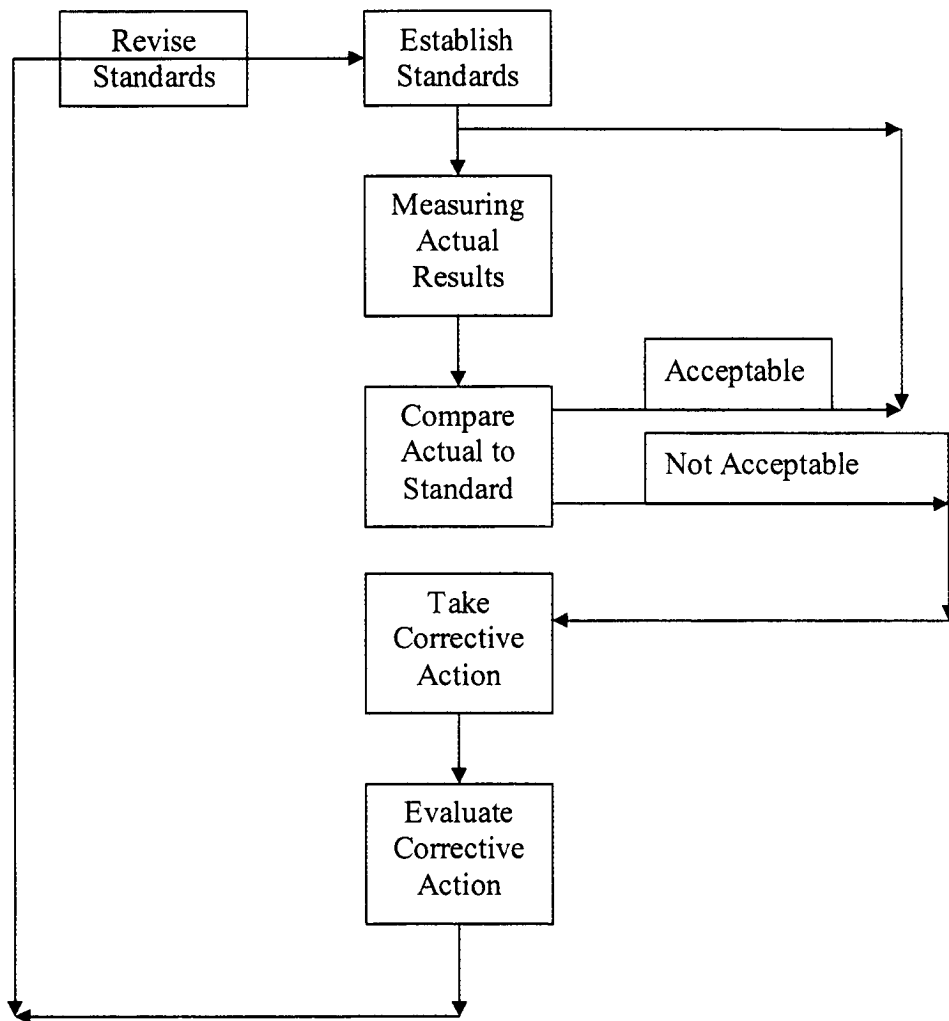 Revise
Standards
Establish
Standards
Measuring
Actual
Results
Compare
Actual to
Standard
Acceptable
Not Acceptable
Take
Corrective
Action
Evaluate
Corrective
Action